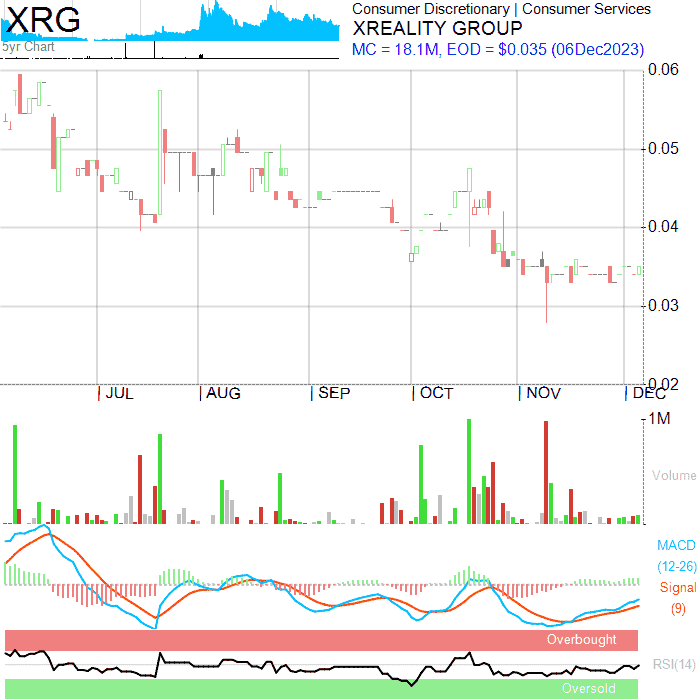 XRG
5yr Chart
Consumer Discretionary | Consumer Services
XREALITY GROUP
MC = 18.1M, EOD = $0.035 (06Dec2023)
0.06
0.05
0.04
0.03
0.02
| JUL | AUG | SEP | OCT | NOV | DEC
1M
Volume
MACD
(12-26)
Signal
(9)
Overbought
RSI(14)
Oversold